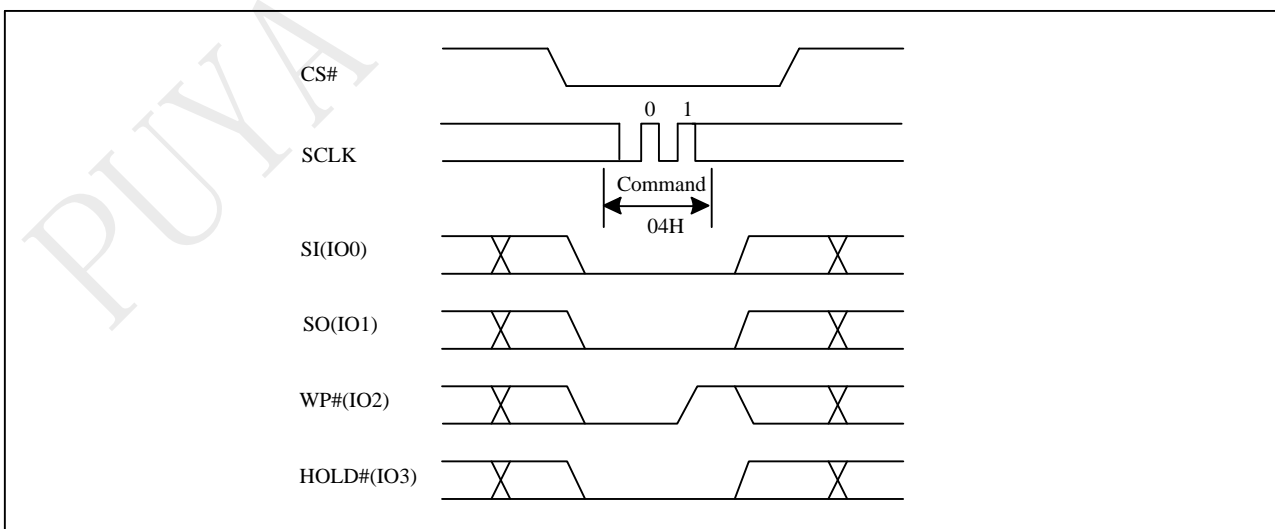 PUYA
CS#
0 1
SCLK
Command
04H
SI(IO0)
SO(IO1)
WP#(IO2)
HOLD#(IO3)